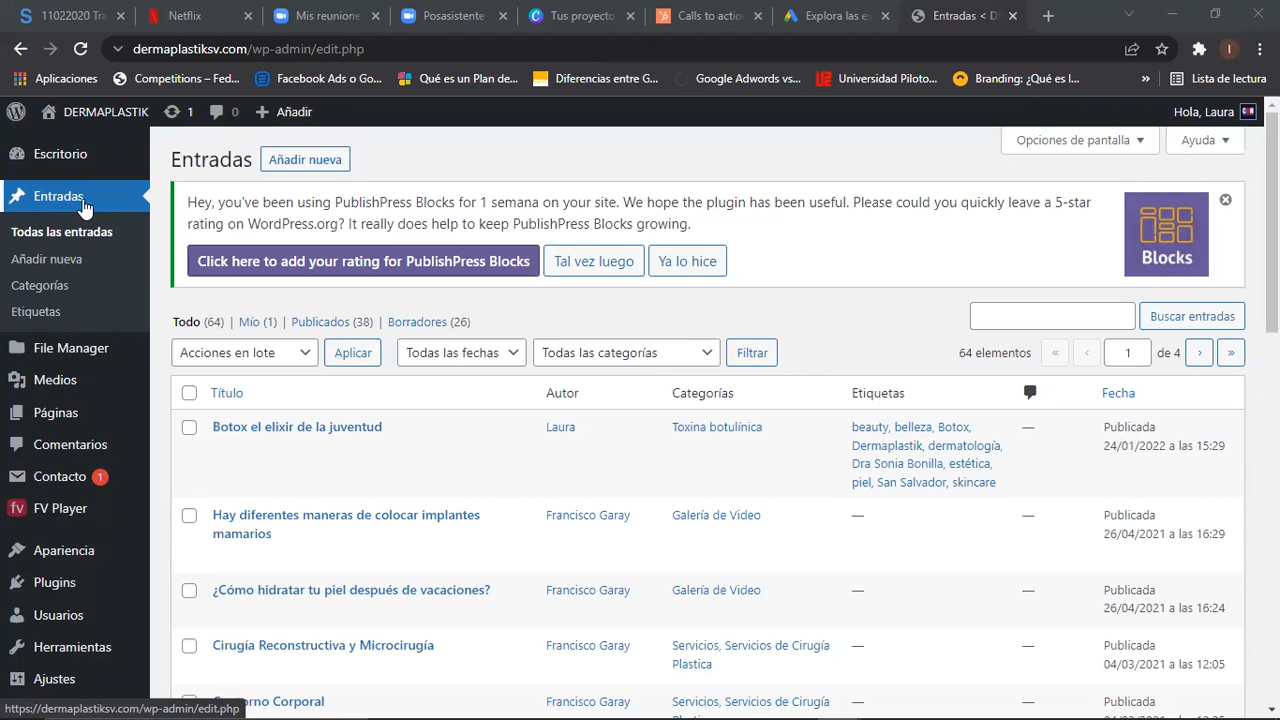 11022020 Tra
Netflix
Mis reunione
Posasistente
Tus proyecto
Calls to actio
Explora las es
Entradas < D
dermaplastiksv.com/wp-admin/edit.php
Aplicaciones
Competitions – Fed...
Facebook Ads o Go...
Qué es un Plan de...
Diferencias entre G...
Google Adwords vs...
Universidad Piloto...
Branding: ¿Qué es l...
»
Lista de lectura
DERMAPLASTIK
1
0
Añadir
Hola, Laura
Escritorio
Entradas
Todas las entradas
Añadir nueva
Categorías
Etiquetas
File Manager
Medios
Páginas
Comentarios
Contacto 1
FV Player
Apariencia
Plugins
Usuarios
Herramientas
Ajustes
https://dermaplastiksv.com/wp-admin/edit.php
Opciones de pantalla
Ayuda
Entradas
Añadir nueva
Hey, you've been using PublishPress Blocks for 1 semana on your site. We hope the plugin has been useful. Please could you quickly leave a 5-star
rating on WordPress.org? It really does help to keep PublishPress Blocks growing.
Click here to add your rating for PublishPress Blocks
Tal vez luego
Ya lo hice
Blocks
Todo (64) | Mío (1) | Publicados (38) | Borradores (26)
Buscar entradas
Acciones en lote
Aplicar
Todas las fechas
Todas las categorías
Filtrar
64 elementos
«
‹
1
de 4
›
»
Título
Autor
Categorías
Etiquetas
Fecha
Botox el elixir de la juventud
Laura
Toxina botulínica
beauty, belleza, Botox,
Dermaplastik, dermatología,
Dra Sonia Bonilla, estética,
piel, San Salvador, skincare
—
Publicada
24/01/2022 a las 15:29
Hay diferentes maneras de colocar implantes
mamarios
Francisco Garay
Galería de Video
—
—
Publicada
26/04/2021 a las 16:29
¿Cómo hidratar tu piel después de vacaciones?
Francisco Garay
Galería de Video
—
—
Publicada
26/04/2021 a las 16:24
Cirugía Reconstructiva y Microcirugía
Francisco Garay
Servicios, Servicios de Cirugía
Plastica
—
—
Publicada
04/03/2021 a las 12:05
Corporal
Francisco Garay
Servicios, Servicios de Cirugía
—
—
Publicada